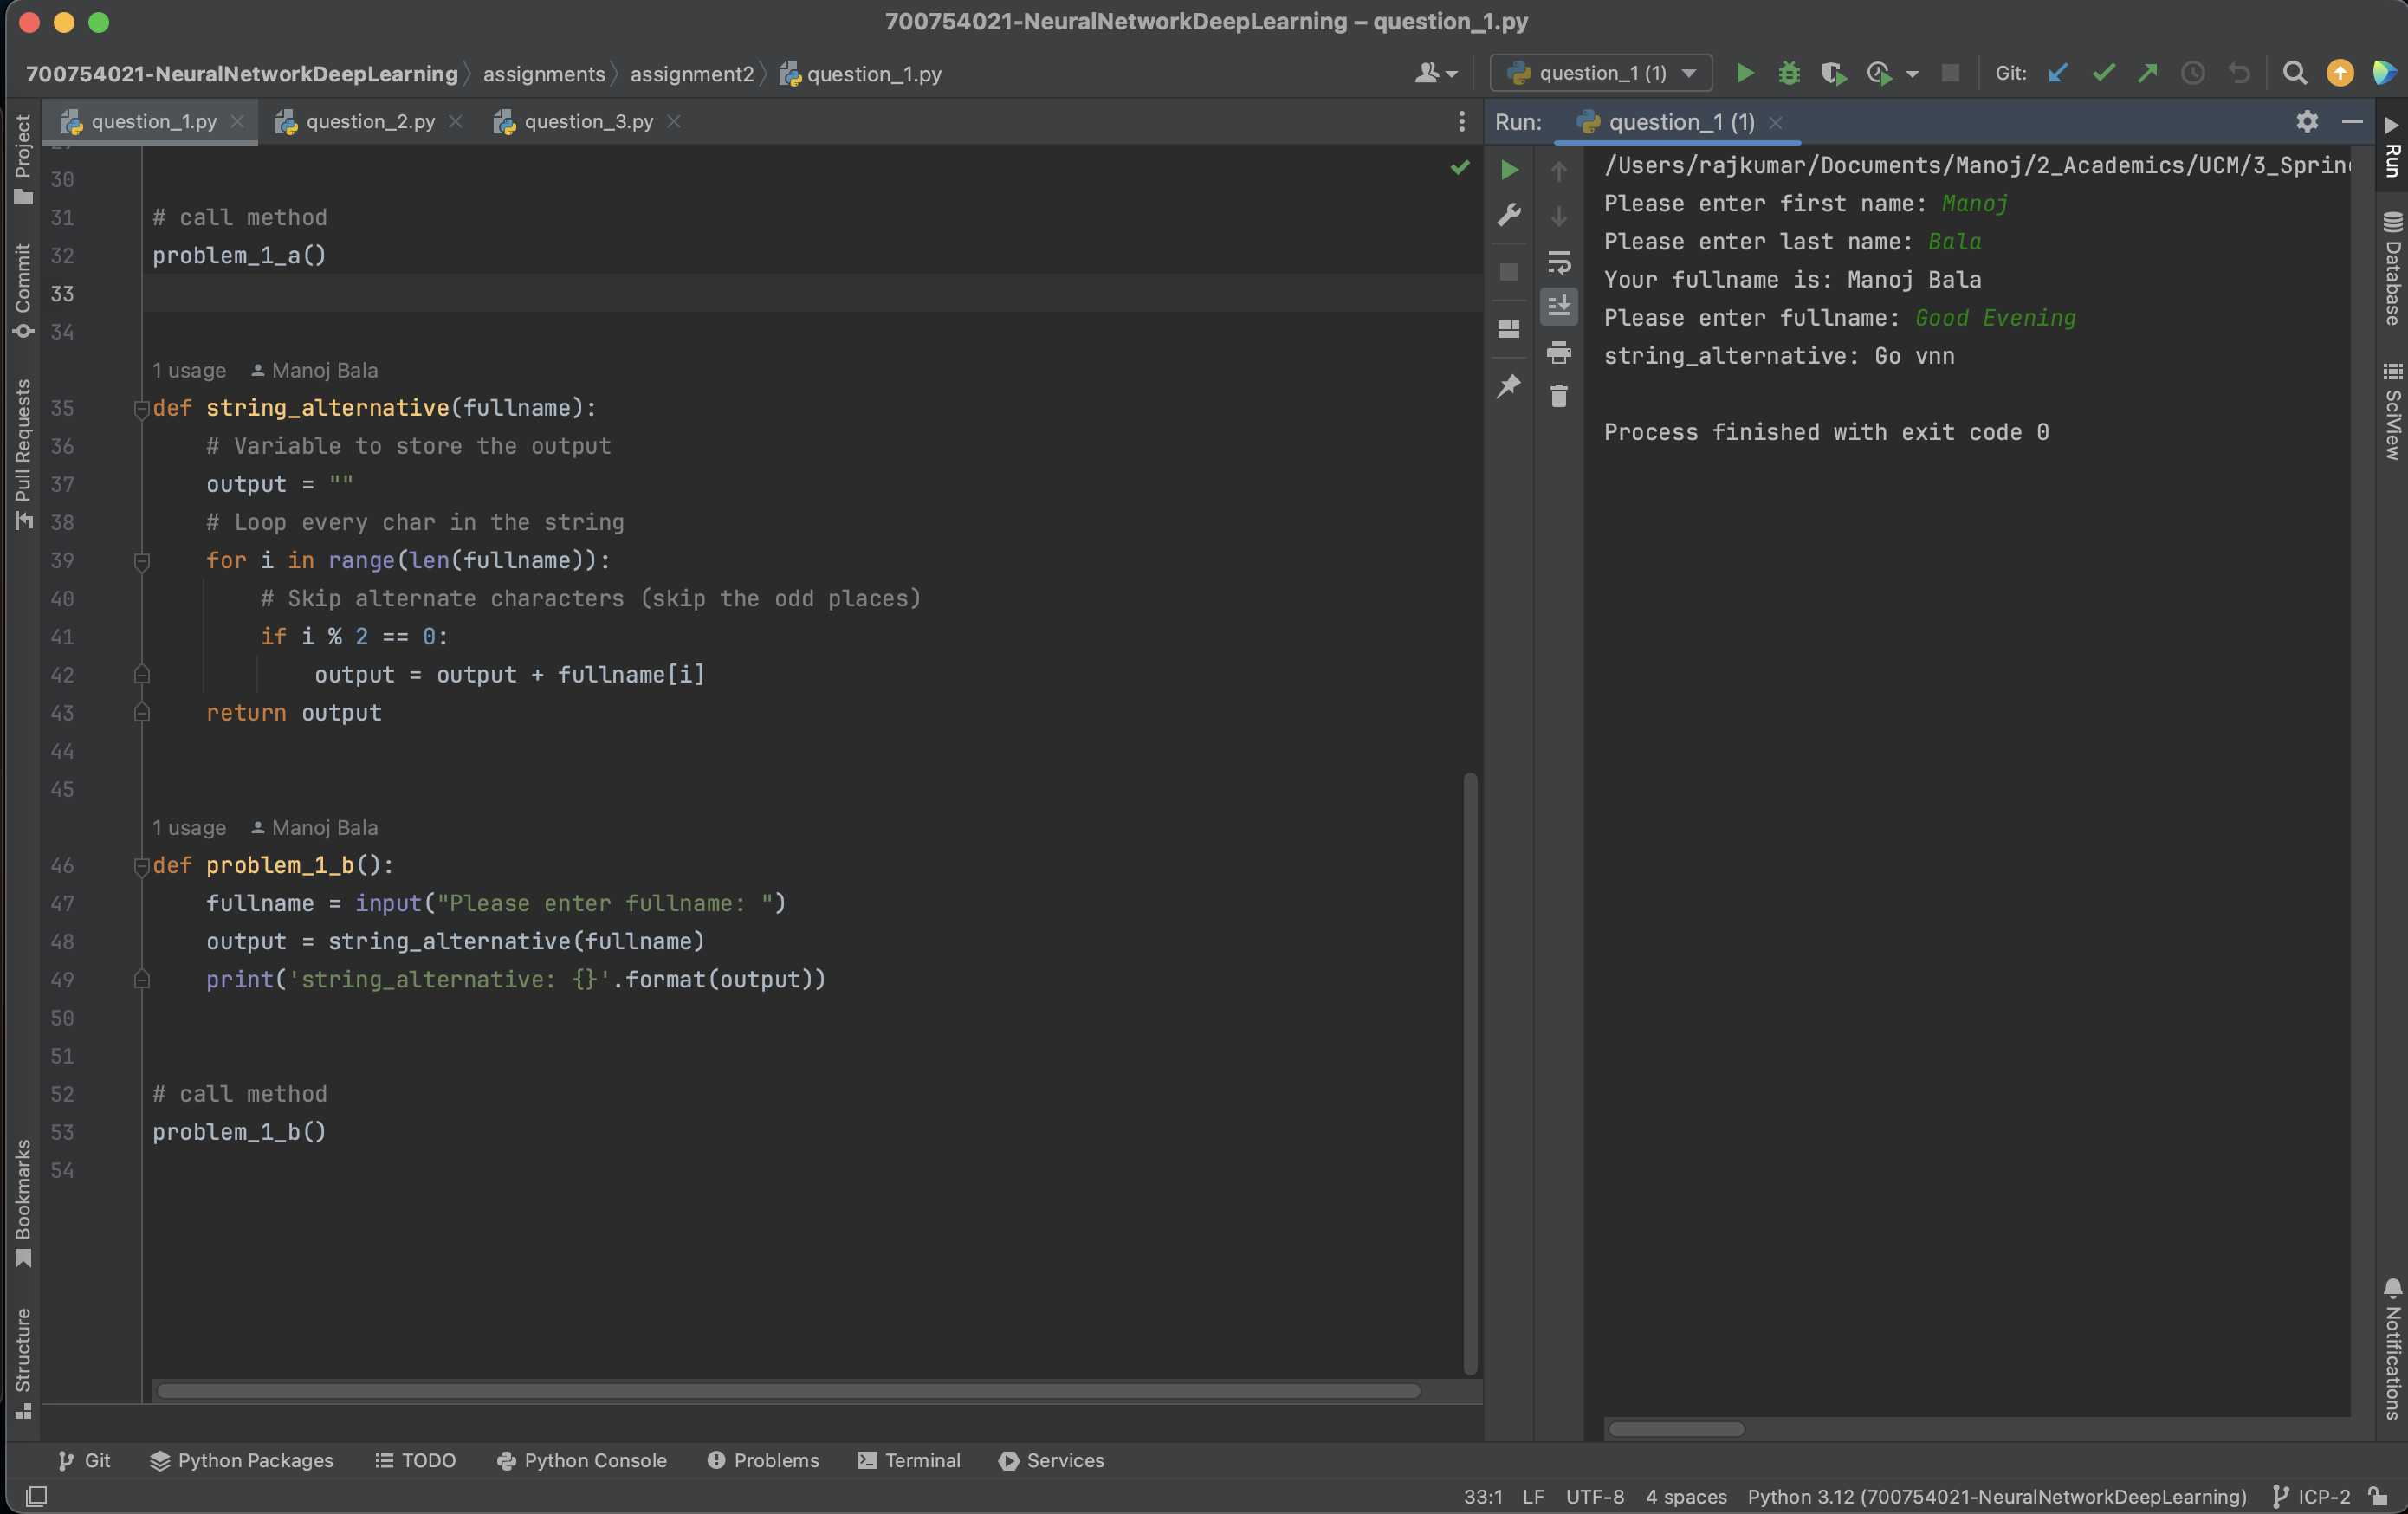 700754021-NeuralNetworkDeepLearning – question_1.py
700754021-NeuralNetworkDeepLearning assignments assignment2 question_1.py
question_1 (1)
Git:
question_1.py
question_2.py
question_3.py
Run: question_1 (1)
Project
Commit
Pull Requests
Bookmarks
Structure
30
31 # call method
32 problem_1_a()
33
34
1 usage Manoj Bala
35 def string_alternative(fullname):
36 # Variable to store the output
37 output = ""
38 # Loop every char in the string
39 for i in range(len(fullname)):
40 # Skip alternate characters (skip the odd places)
41 if i % 2 == 0:
42 output = output + fullname[i]
43 return output
44
45
1 usage Manoj Bala
46 def problem_1_b():
47 fullname = input("Please enter fullname: ")
48 output = string_alternative(fullname)
49 print('string_alternative: {}'.format(output))
50
51
52 # call method
53 problem_1_b()
54
/Users/rajkumar/Documents/Manoj/2_Academics/UCM/3_Sprin
Please enter first name: Manoj
Please enter last name: Bala
Your fullname is: Manoj Bala
Please enter fullname: Good Evening
string_alternative: Go vnn
Process finished with exit code 0
Run
Database
SciView
Notifications
Git
Python Packages
TODO
Python Console
Problems
Terminal
Services
33:1 LF UTF-8 4 spaces Python 3.12 (700754021-NeuralNetworkDeepLearning) ICP-2